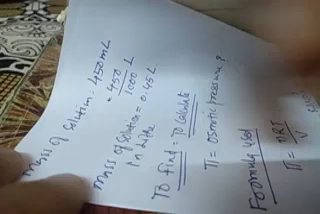 Mass of Solution = 450mL
= 450/1000 L
Mass of Solution = 0.45 L
in Litre
To find = To Calculate
π = Osmotic pressure = ?
Formula used
π = nRT/V